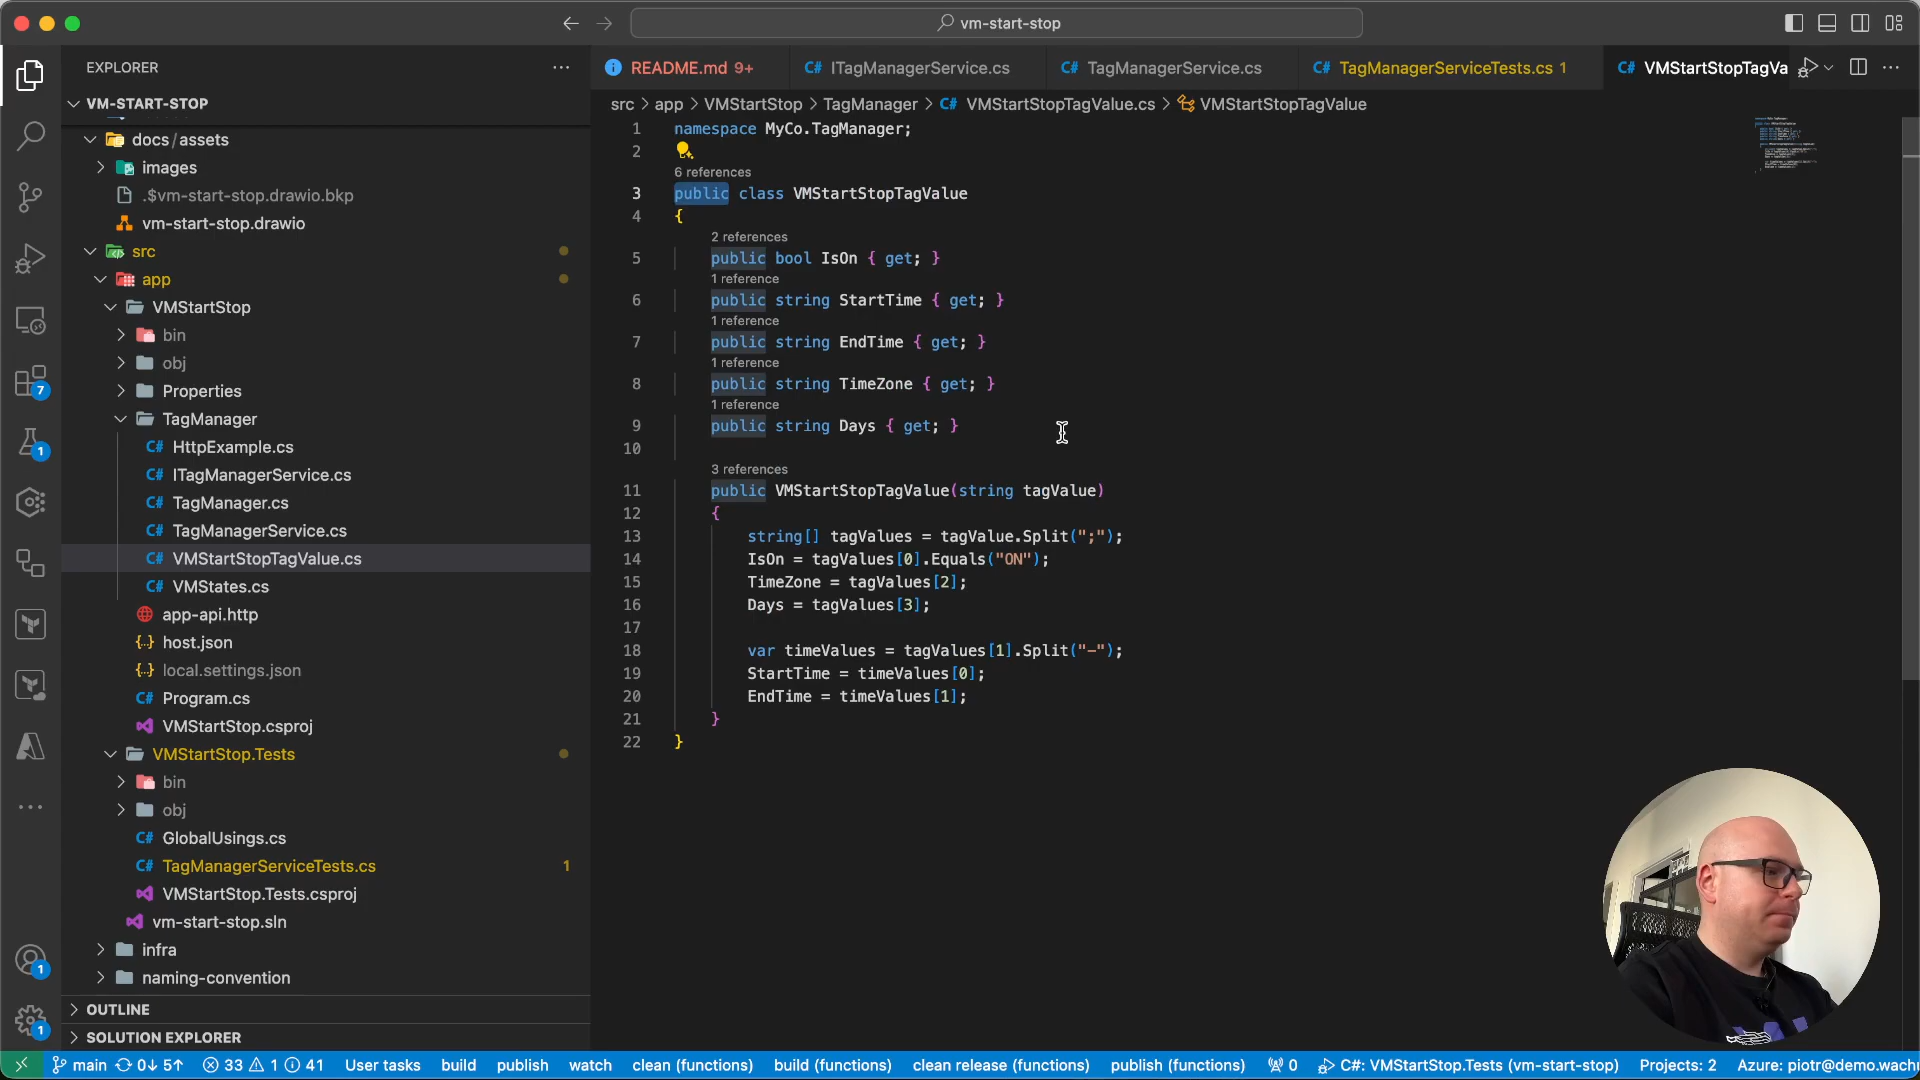 vm-start-stop
EXPLORER
README.md 9+
ITagManagerService.cs
TagManagerService.cs
TagManagerServiceTests.cs 1
VMStartStopTagVa
VM-START-STOP
src > app > VMStartStop > TagManager > C# VMStartStopTagValue.cs > VMStartStopTagValue
docs/assets
images
.$vm-start-stop.drawio.bkp
vm-start-stop.drawio
src
app
VMStartStop
bin
obj
Properties
TagManager
C# HttpExample.cs
C# ITagManagerService.cs
C# TagManager.cs
C# TagManagerService.cs
C# VMStartStopTagValue.cs
C# VMStates.cs
app-api.http
{..} host.json
{..} local.settings.json
C# Program.cs
VMStartStop.csproj
VMStartStop.Tests
bin
obj
C# GlobalUsings.cs
C# TagManagerServiceTests.cs 1
VMStartStop.Tests.csproj
vm-start-stop.sln
infra
naming-convention
OUTLINE
SOLUTION EXPLORER
7
1
1
1
1 namespace MyCo.TagManager;
2
6 references
3 public class VMStartStopTagValue
4 {
2 references
5 public bool IsOn { get; }
1 reference
6 public string StartTime { get; }
1 reference
7 public string EndTime { get; }
1 reference
8 public string TimeZone { get; }
1 reference
9 public string Days { get; }
10
3 references
11 public VMStartStopTagValue(string tagValue)
12 {
13 string[] tagValues = tagValue.Split(";");
14 IsOn = tagValues[0].Equals("ON");
15 TimeZone = tagValues[2];
16 Days = tagValues[3];
17
18 var timeValues = tagValues[1].Split("-");
19 StartTime = timeValues[0];
20 EndTime = timeValues[1];
21 }
22 }
main 0↓ 5↑ 33 1 41 User tasks build publish watch clean (functions) build (functions) clean release (functions) publish (functions) 0 C#: VMStartStop.Tests (vm-start-stop) Projects: 2 Azure: piotr@demo.wachu